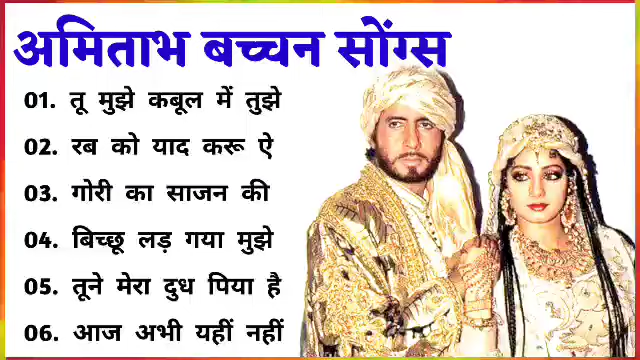 अमिताभ बच्चन सोंग्स
01. तू मुझे कबूल में तुझे
02. रब को याद करू ऐ
03. गोरी का साजन की
04. बिच्छू लड़ गया मुझे
05. तूने मेरा दुध पिया है
06. आज अभी यहीं नहीं